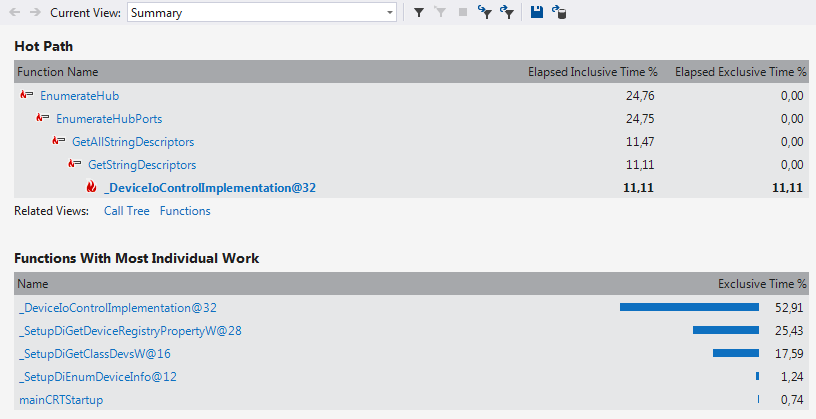 Current View: Summary
Hot Path
Function Name Elapsed Inclusive Time % Elapsed Exclusive Time %
EnumerateHub 24,76 0,00
EnumerateHubPorts 24,75 0,00
GetAllStringDescriptors 11,47 0,00
GetStringDescriptors 11,11 0,00
_DeviceIoControlImplementation@32 11,11 11,11
Related Views: Call Tree Functions
Functions With Most Individual Work
Name Exclusive Time %
_DeviceIoControlImplementation@32 52,91
_SetupDiGetDeviceRegistryPropertyW@28 25,43
_SetupDiGetClassDevsW@16 17,59
_SetupDiEnumDeviceInfo@12 1,24
mainCRTStartup 0,74